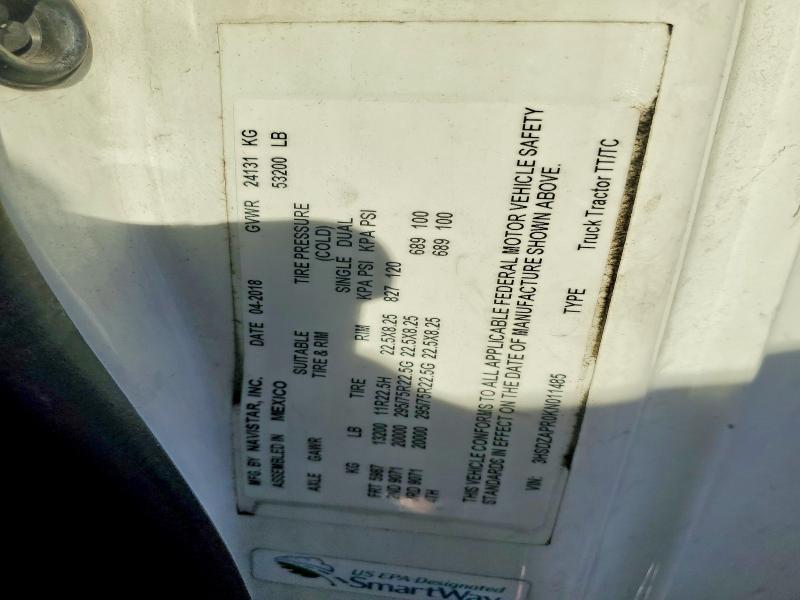 MFG. BY NAVISTAR, INC. DATE 04-2018 GVWR 24131 KG
ASSEMBLED IN MEXICO 53200 LB
SUITABLE TIRE PRESSURE
AXLE GAWR TIRE & RIM (COLD)
SINGLE DUAL
KG LB TIRE RIM KPA PSI KPA PSI
FRT 5987 13200 11R22.5H 22.5X8.25 827 120
2ND 9071 20000 295/75R22.5G 22.5X8.25 689 100
3RD 9071 20000 295/75R22.5G 22.5X8.25 689 100
4TH
THIS VEHICLE CONFORMS TO ALL APPLICABLE FEDERAL MOTOR VEHICLE SAFETY
STANDARDS IN EFFECT ON THE DATE OF MANUFACTURE SHOWN ABOVE.
VIN: 3HSDZAPR0KN011485 TYPE Truck Tractor TT/TC
US EPA Designated
SmartWay